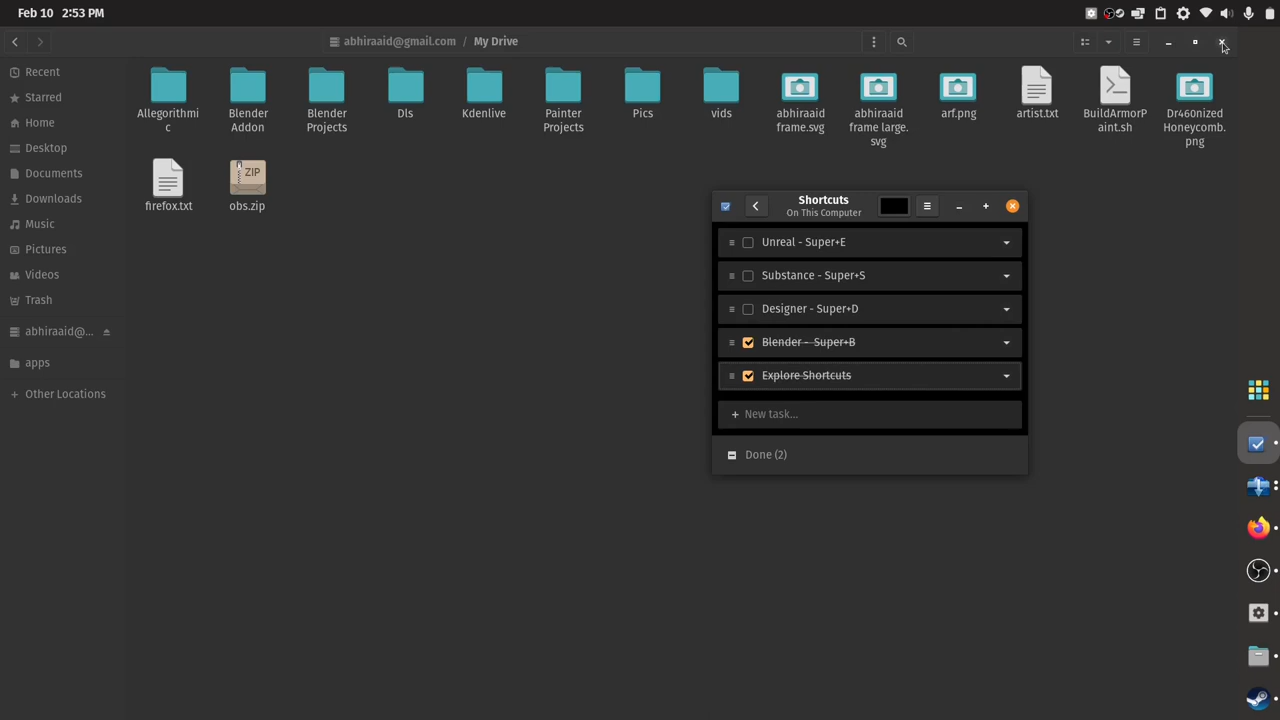 Feb 10 2:53 PM
abhiraaid@gmail.com / My Drive
Recent
Starred
Home
Desktop
Documents
Downloads
Music
Pictures
Videos
Trash
abhiraaid@...
apps
Other Locations
Allegorithmi
c
Blender
Addon
Blender
Projects
Dls
Kdenlive
Painter
Projects
Pics
vids
abhiraaid
frame.svg
abhiraaid
frame large.
svg
arf.png
artist.txt
BuildArmorP
aint.sh
Dr460nized
Honeycomb.
png
firefox.txt
ZIP
obs.zip
Shortcuts
On This Computer
Unreal - Super+E
Substance - Super+S
Designer - Super+D
Blender - Super+B
Explore Shortcuts
New task...
Done (2)